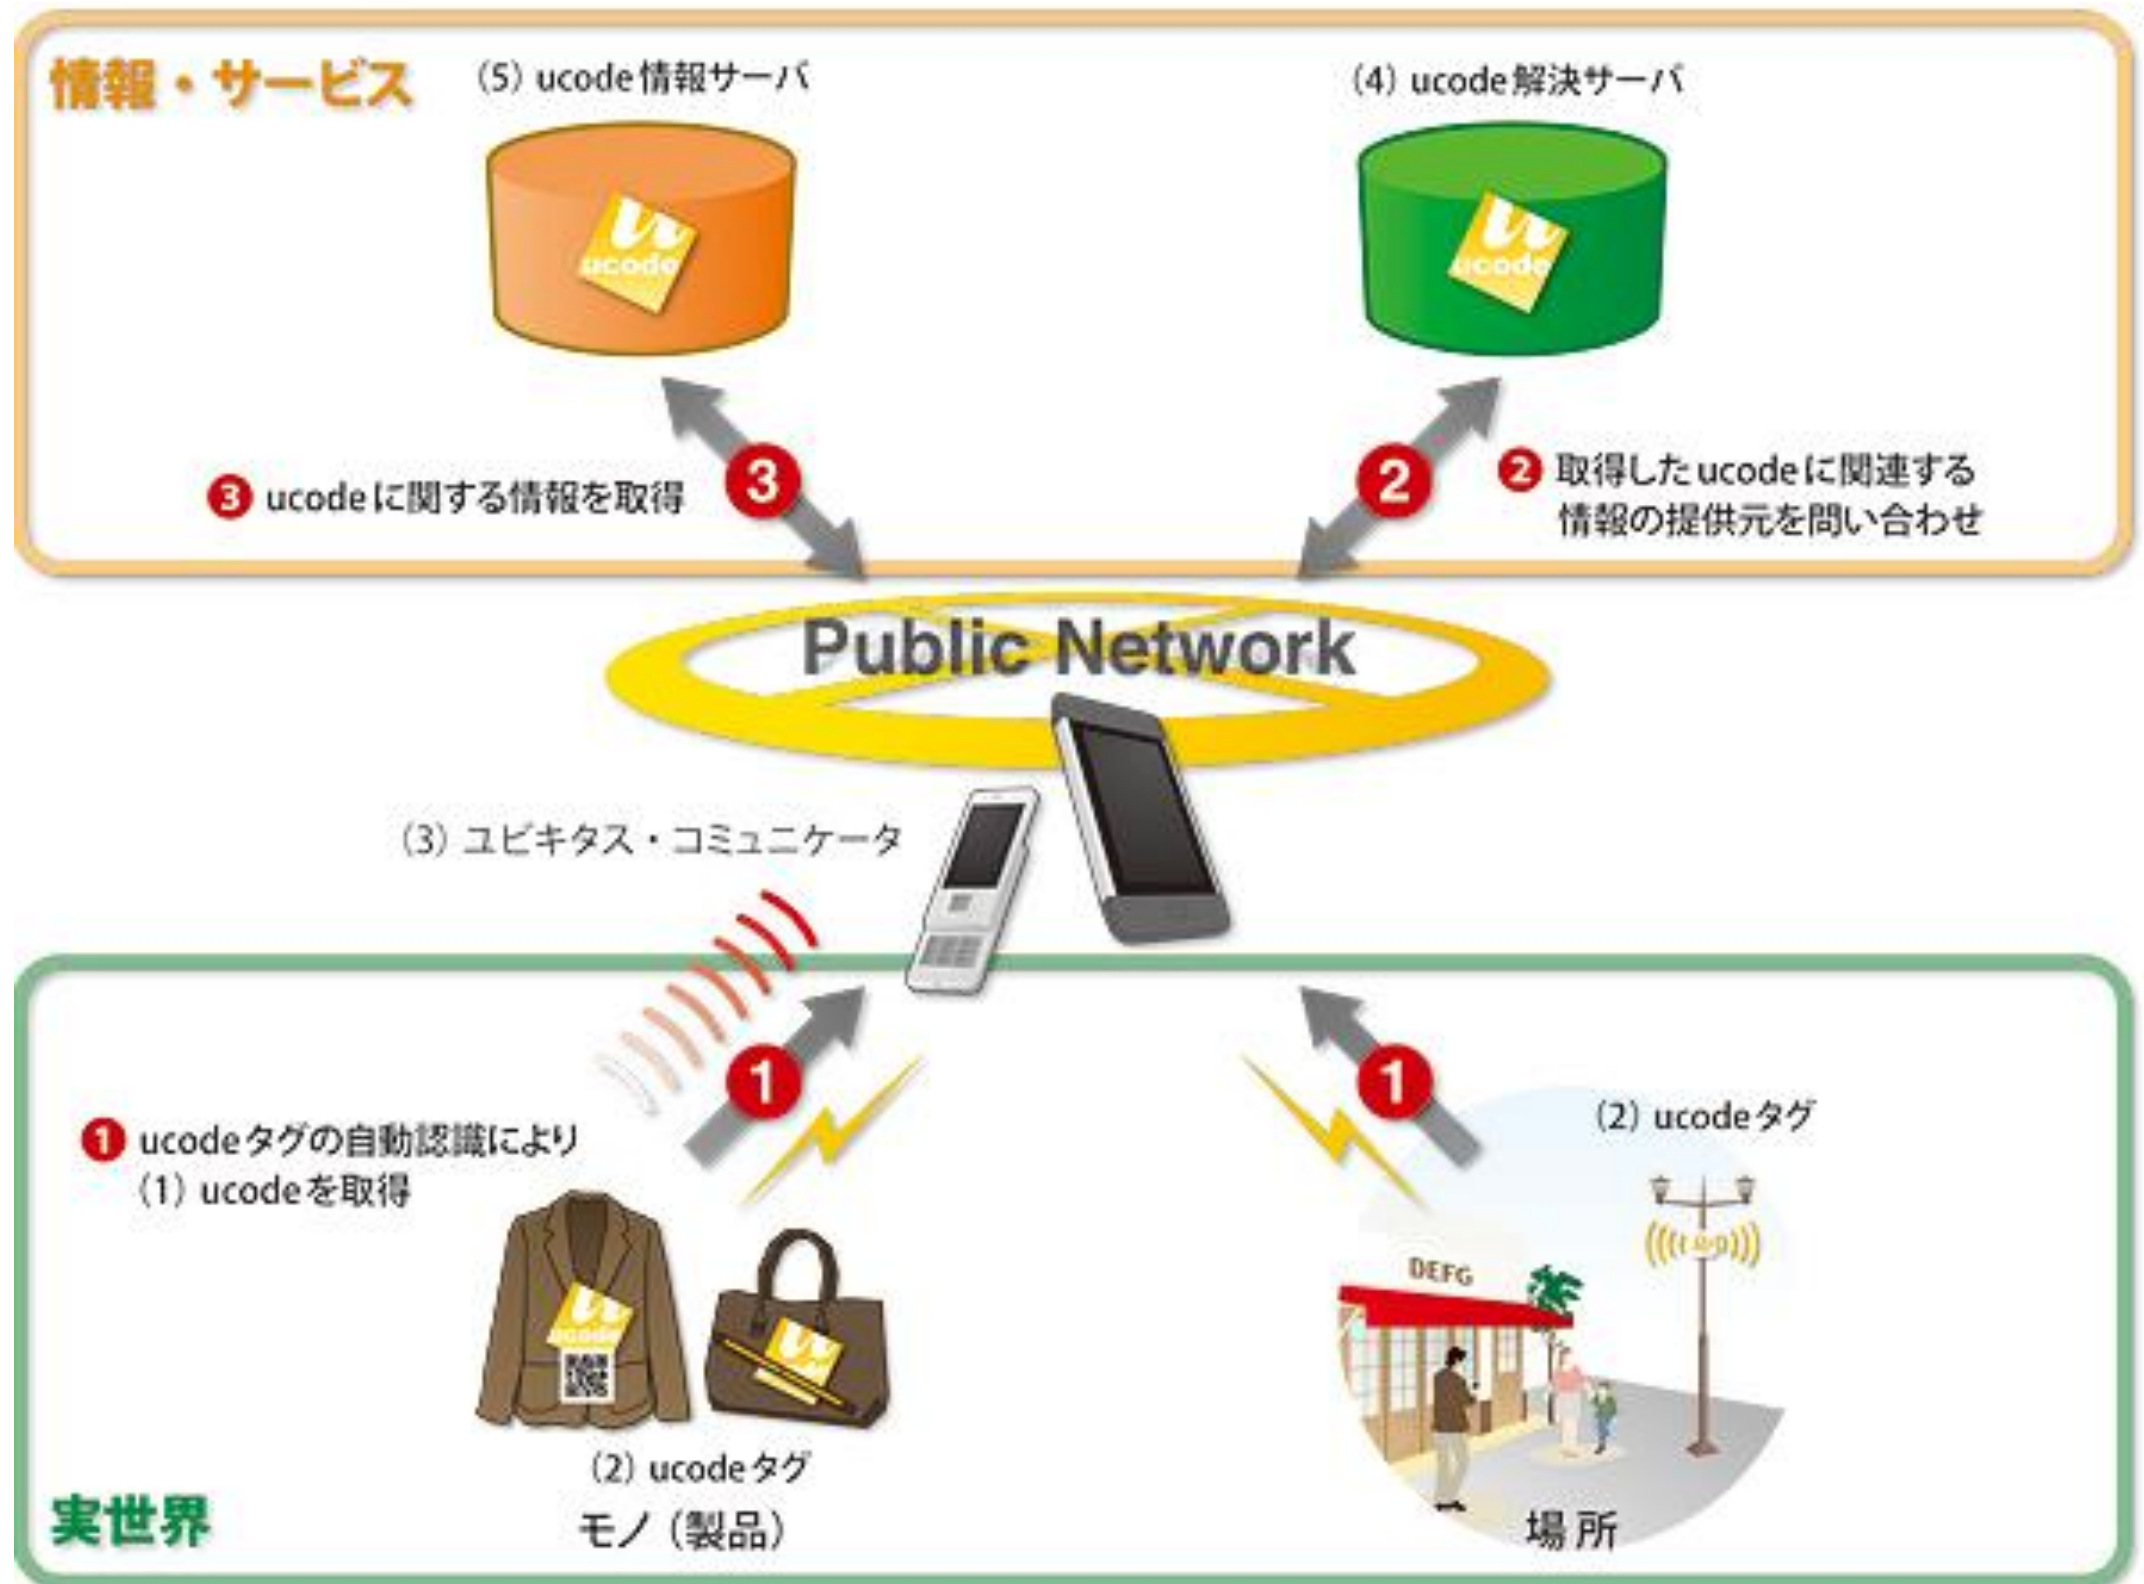 情報・サービス
(5) ucode情報サーバ
(4) ucode解決サーバ
ucode
ucode
3
2
❸ ucodeに関する情報を取得
❷ 取得したucodeに関連する
情報の提供元を問い合わせ
Public Network
(3) ユビキタス・コミュニケータ
1
1
❶ ucodeタグの自動認識により
(1) ucodeを取得
(2) ucodeタグ
DEFG
ucode
(2) ucodeタグ
モノ(製品)
場所
実世界